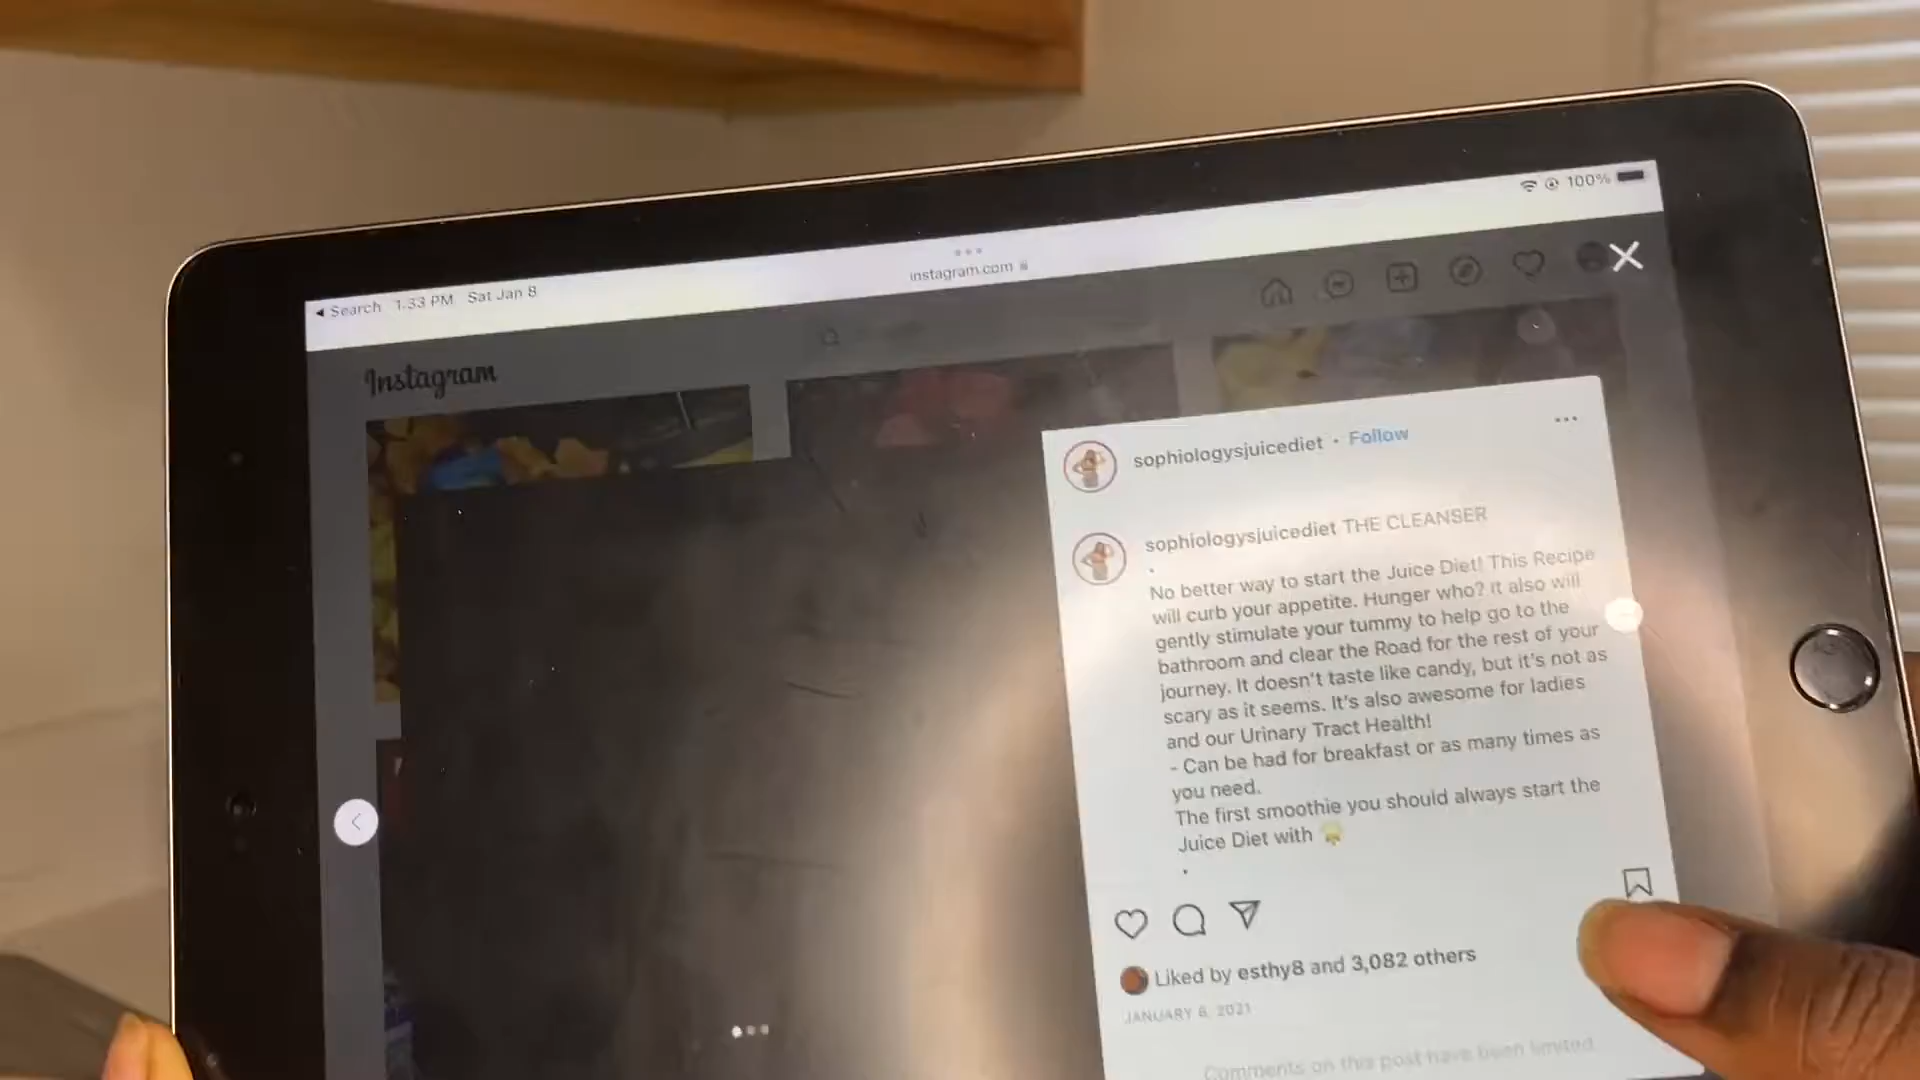 ◀ Search 1:33 PM Sat Jan 8
100%
instagram.com
Instagram
sophiologysjuicediet • Follow
sophiologysjuicediet THE CLEANSER
.
No better way to start the Juice Diet! This Recipe
will curb your appetite. Hunger who? It also will
gently stimulate your tummy to help go to the
bathroom and clear the Road for the rest of your
journey. It doesn't taste like candy, but it's not as
scary as it seems. It's also awesome for ladies
and our Urinary Tract Health!
- Can be had for breakfast or as many times as
you need.
The first smoothie you should always start the
Juice Diet with
.
Liked by esthy8 and 3,082 others
JANUARY 6, 2021
Comments on this post have been limited